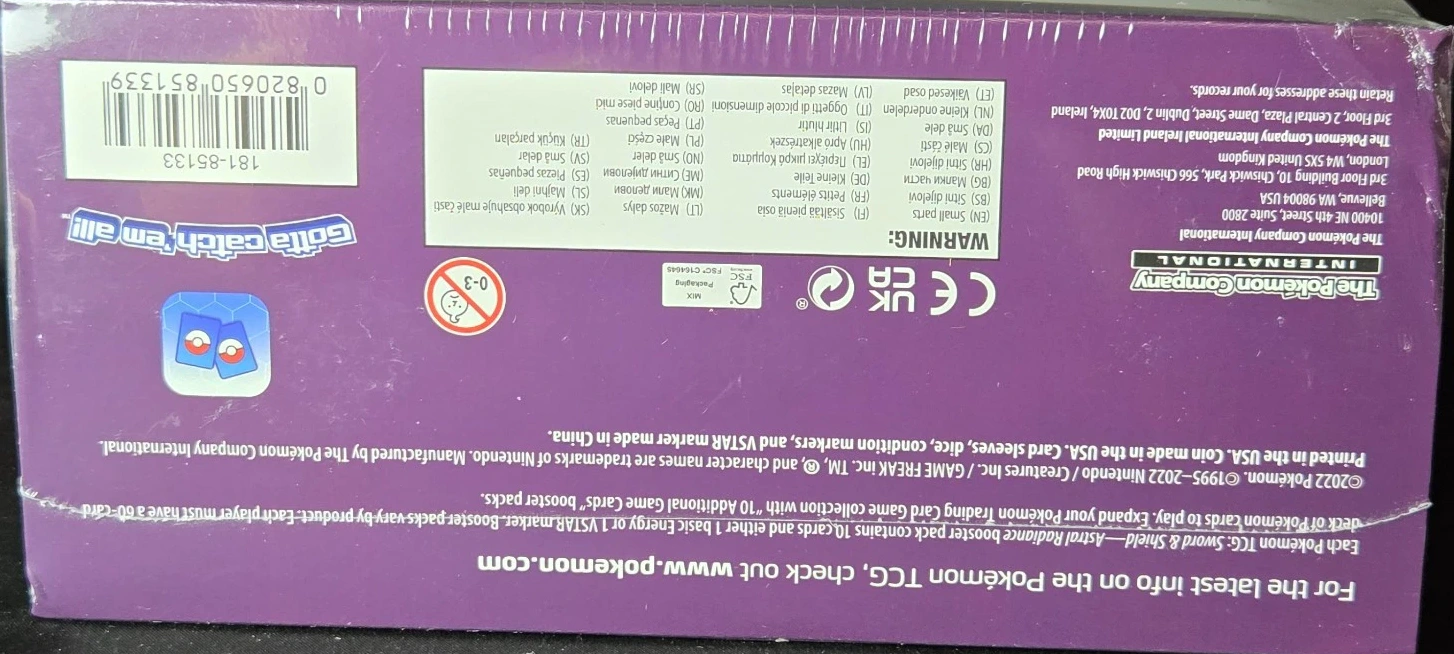 For the latest info on the Pokémon TCG, check out www.pokemon.com
Each Pokémon TCG: Sword & Shield—Astral Radiance booster pack contains 10 cards and either 1 basic Energy or 1 VSTAR marker. Booster packs vary by product. Each player must have a 60-card
deck of Pokémon cards to play. Expand your Pokémon Trading Card Game collection with "10 Additional Game Cards" booster packs.
©2022 Pokémon. ©1995–2022 Nintendo / Creatures Inc. / GAME FREAK inc. TM, ®, and character names are trademarks of Nintendo. Manufactured by The Pokémon Company International.
Printed in the USA. Coin made in the USA. Card sleeves, dice, condition markers, and VSTAR marker made in China.
The Pokémon Company
INTERNATIONAL
The Pokémon Company International
10400 NE 4th Street, Suite 2800
Bellevue, WA 98004 USA
3rd Floor Building 10, Chiswick Park, 566 Chiswick High Road
London, W4 5XS United Kingdom
The Pokémon Company International Ireland Limited
3rd Floor, 2 Central Plaza, Dame Street, Dublin 2, D02 T0X4, Ireland
Retain these addresses for your records.
CE
UK
CA
®
MIX
Packaging
FSC
FSC® C164645
0-3
WARNING:
(EN) Small parts
(BS) Sitni dijelovi
(BG) Малки части
(HR) Sitni dijelovi
(CS) Malé části
(DA) Små dele
(NL) Kleine onderdelen
(ET) Väikesed osad
(FI) Sisältää pieniä osia
(FR) Petits éléments
(DE) Kleine Teile
(EL) Περιέχει μικρά κομμάτια
(HU) Apró alkatrészek
(IS) Litlir hlutir
(IT) Oggetti di piccole dimensioni
(LV) Mazas detaļas
(LT) Mažos dalys
(MK) Мали делови
(ME) Ситни дијелови
(NO) Små deler
(PL) Małe części
(PT) Peças pequenas
(RO) Conține piese mici
(SR) Mali delovi
(SK) Výrobok obsahuje malé časti
(SL) Majhni deli
(ES) Piezas pequeñas
(SV) Små delar
(TR) Küçük parçaları
Gotta catch 'em all!™
181-85133
0 820650 851339